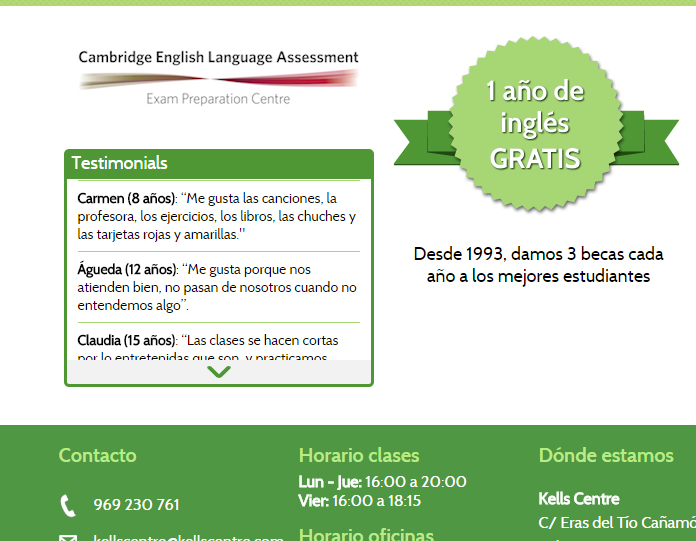 Cambridge English Language Assessment
Exam Preparation Centre
1 año de
inglés
GRATIS
Desde 1993, damos 3 becas cada
año a los mejores estudiantes
Testimonials
Carmen (8 años): “Me gusta las canciones, la
profesora, los ejercicios, los libros, las chuches y
las tarjetas rojas y amarillas."
Águeda (12 años): “Me gusta porque nos
atienden bien, no pasan de nosotros cuando no
entendemos algo”.
Claudia (15 años): “Las clases se hacen cortas
por lo entretenidas que son, y practicamos
Contacto
969 230 761
kellscentre@kellscentre.com
Horario clases
Lun - Jue: 16:00 a 20:00
Vier: 16:00 a 18:15
Horario oficinas
Dónde estamos
Kells Centre
C/ Eras del Tío Cañamó